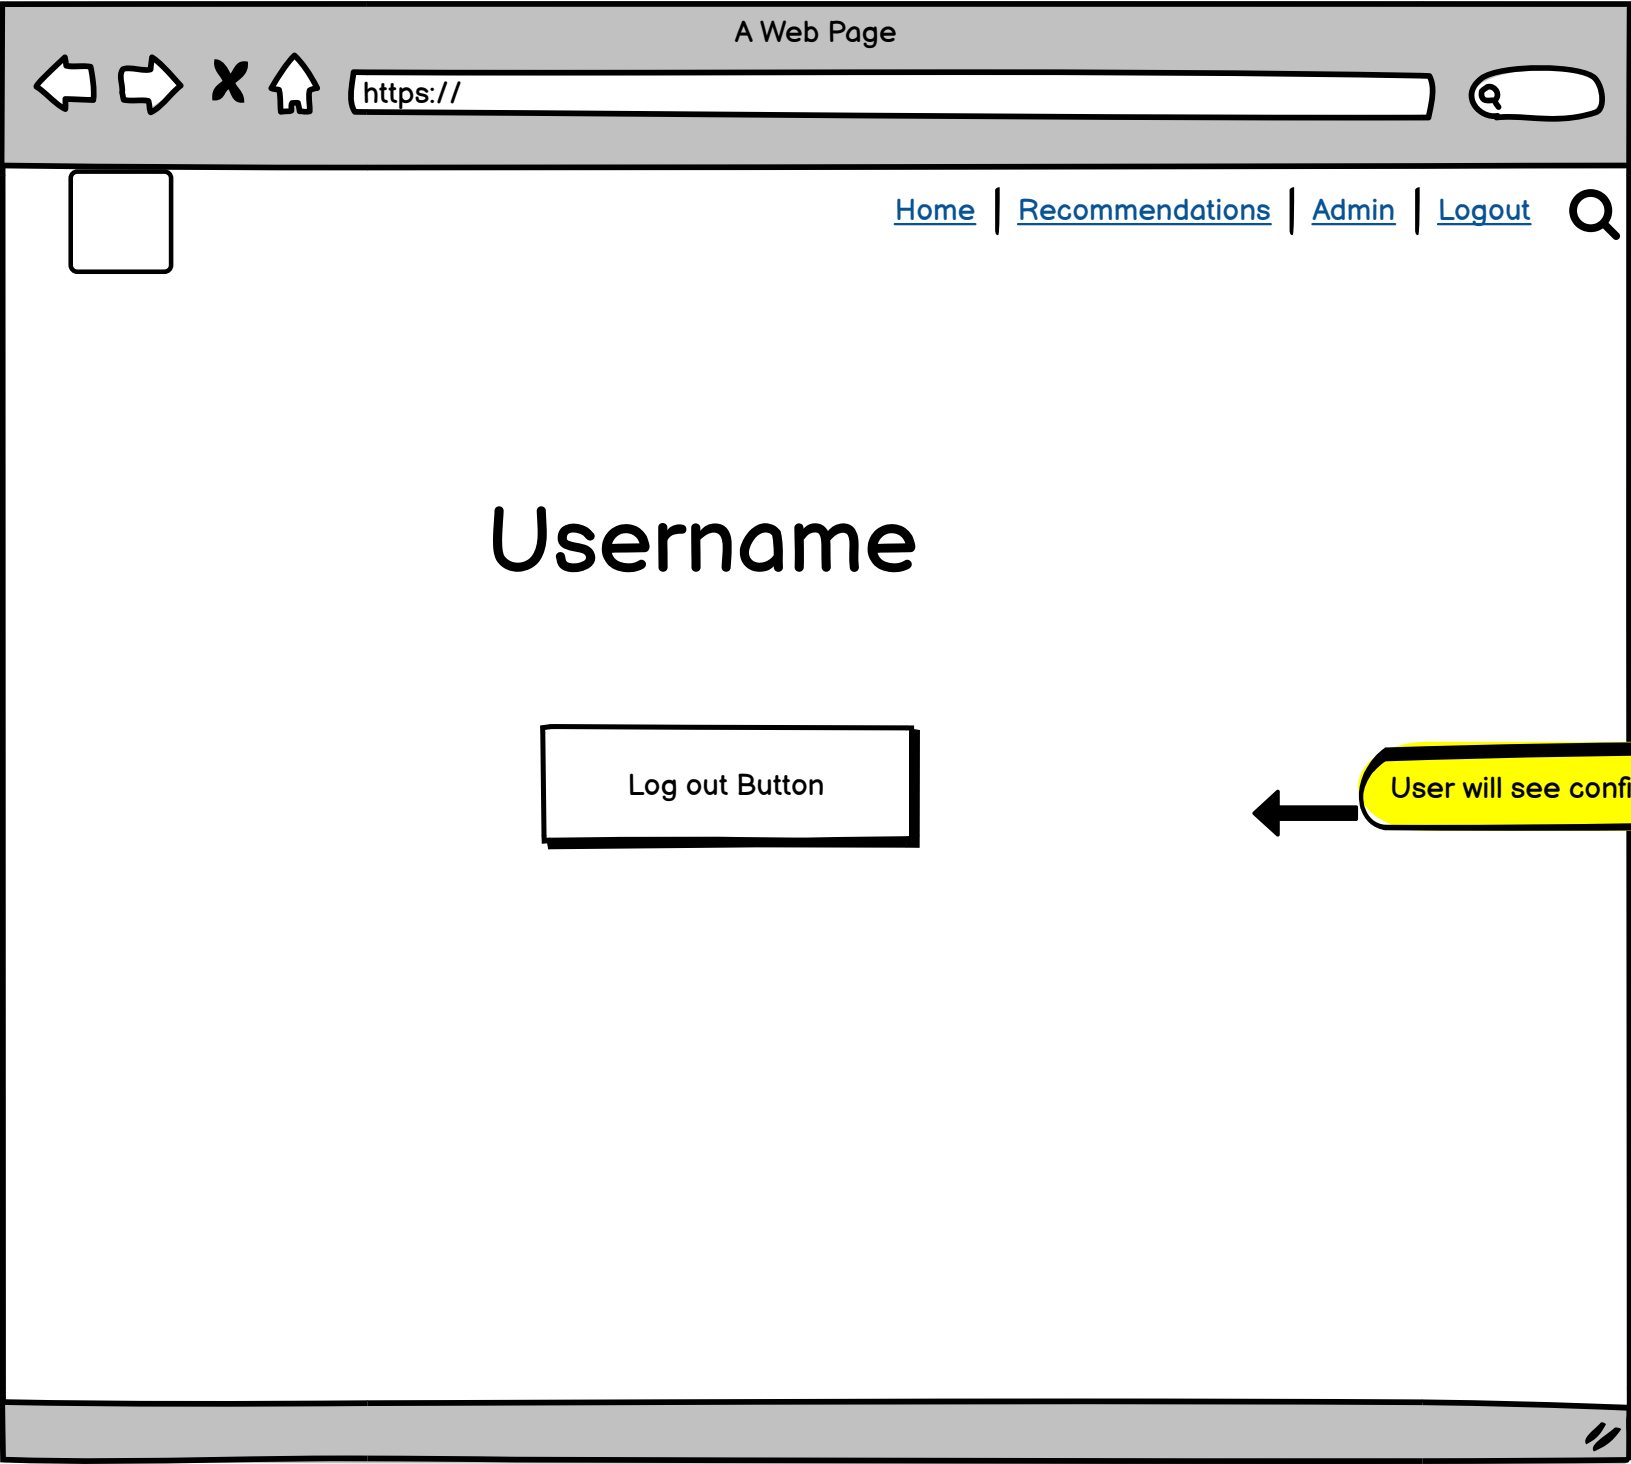 A Web Page
https://
Home Recommendations Admin Logout
Username
Log out Button
User will see